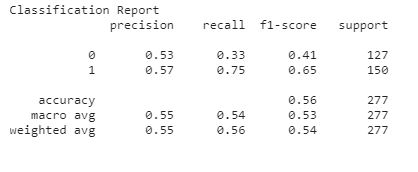 Classification Report
precision recall f1-score support
0 0.53 0.33 0.41 127
1 0.57 0.75 0.65 150
accuracy 0.56 277
macro avg 0.55 0.54 0.53 277
weighted avg 0.55 0.56 0.54 277